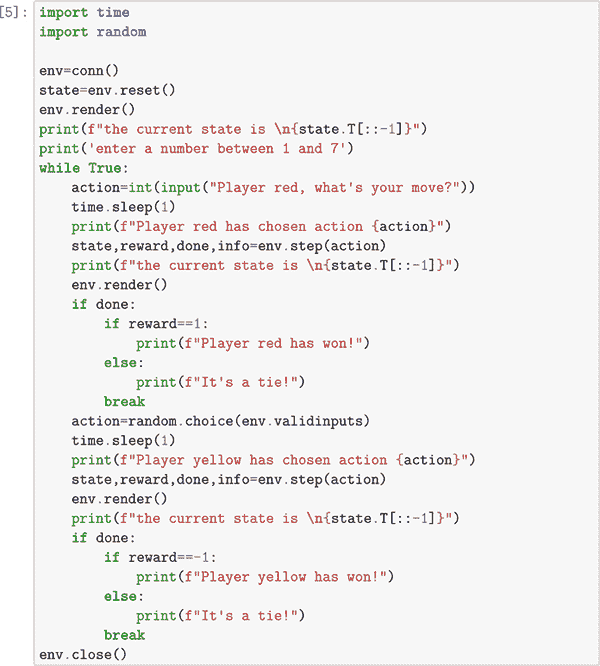 [5]: import time
import random

env=conn()
state=env.reset()
env.render()
print(f"the current state is \n{state.T[::-1]}")
print('enter a number between 1 and 7')
while True:
    action=int(input("Player red, what's your move?"))
    time.sleep(1)
    print(f"Player red has chosen action {action}")
    state,reward,done,info=env.step(action)
    print(f"the current state is \n{state.T[::-1]}")
    env.render()
    if done:
        if reward==1:
            print(f"Player red has won!")
        else:
            print(f"It's a tie!")
        break
    action=random.choice(env.validinputs)
    time.sleep(1)
    print(f"Player yellow has chosen action {action}")
    state,reward,done,info=env.step(action)
    env.render()
    print(f"the current state is \n{state.T[::-1]}")
    if done:
        if reward==-1:
            print(f"Player yellow has won!")
        else:
            print(f"It's a tie!")
        break
env.close()